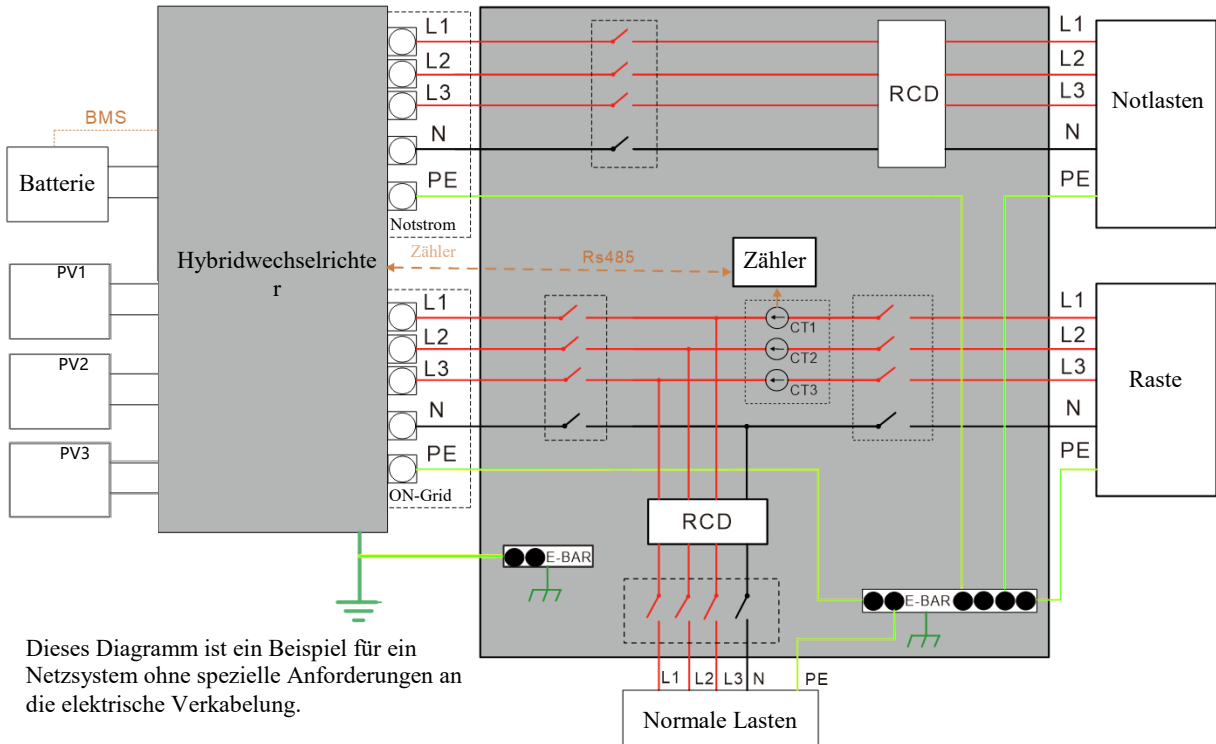 L1
L2
L3
N
PE
Notstrom
BMS
Batterie
PV1
PV2
PV3
Hybridwechselrichte
r
Zähler
Rs485
Zähler
L1
L2
L3
N
PE
ON-Grid
RCD
L1
L2
L3
N
PE
Notlasten
CT1
CT2
CT3
L1
L2
L3
N
PE
Raste
RCD
E-BAR
E-BAR
L1
L2
L3
N
PE
Normale Lasten
Dieses Diagramm ist ein Beispiel für ein
Netzsystem ohne spezielle Anforderungen an
die elektrische Verkabelung.